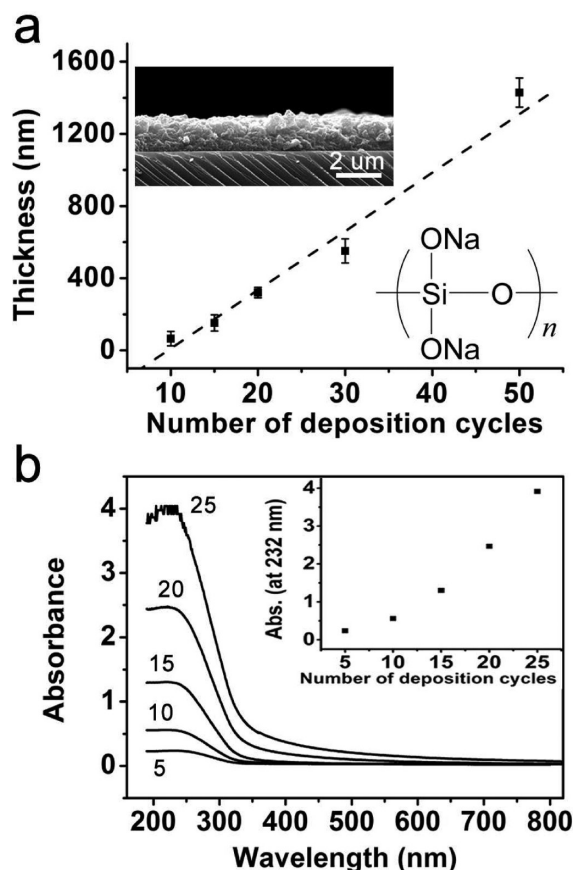 a
1600
1200
800
400
0
Thickness (nm)
2 um
ONa
Si
O
n
ONa
10
20
30
40
50
Number of deposition cycles
b
4
3
2
1
0
Absorbance
25
20
15
10
5
4
3
2
1
0
Abs. (at 232 nm)
5 10 15 20 25
Number of deposition cycles
200 300 400 500 600 700 800
Wavelength (nm)